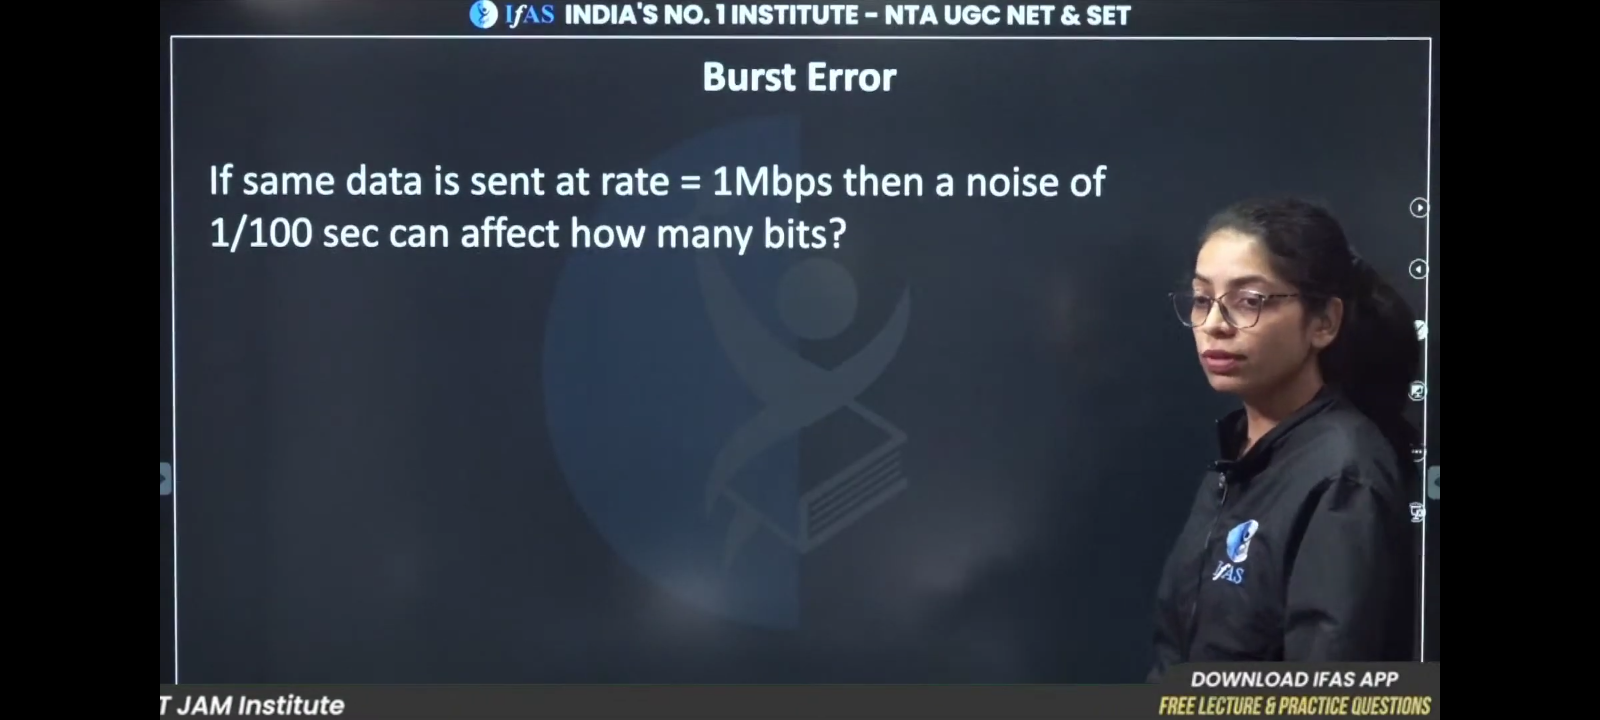 IfAS INDIA'S NO. 1 INSTITUTE - NTA UGC NET & SET
Burst Error
If same data is sent at rate = 1Mbps then a noise of
1/100 sec can affect how many bits?
IfAS
DOWNLOAD IFAS APP
T JAM Institute
FREE LECTURE & PRACTICE QUESTIONS